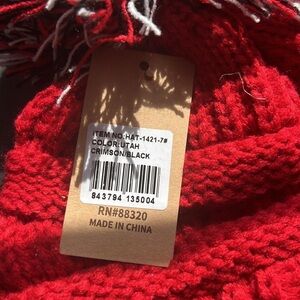 ITEM NO.HAT-1421-7#
COLOR:UTAH
CRIMSON/BLACK
843794 135004
RN#88320
MADE IN CHINA